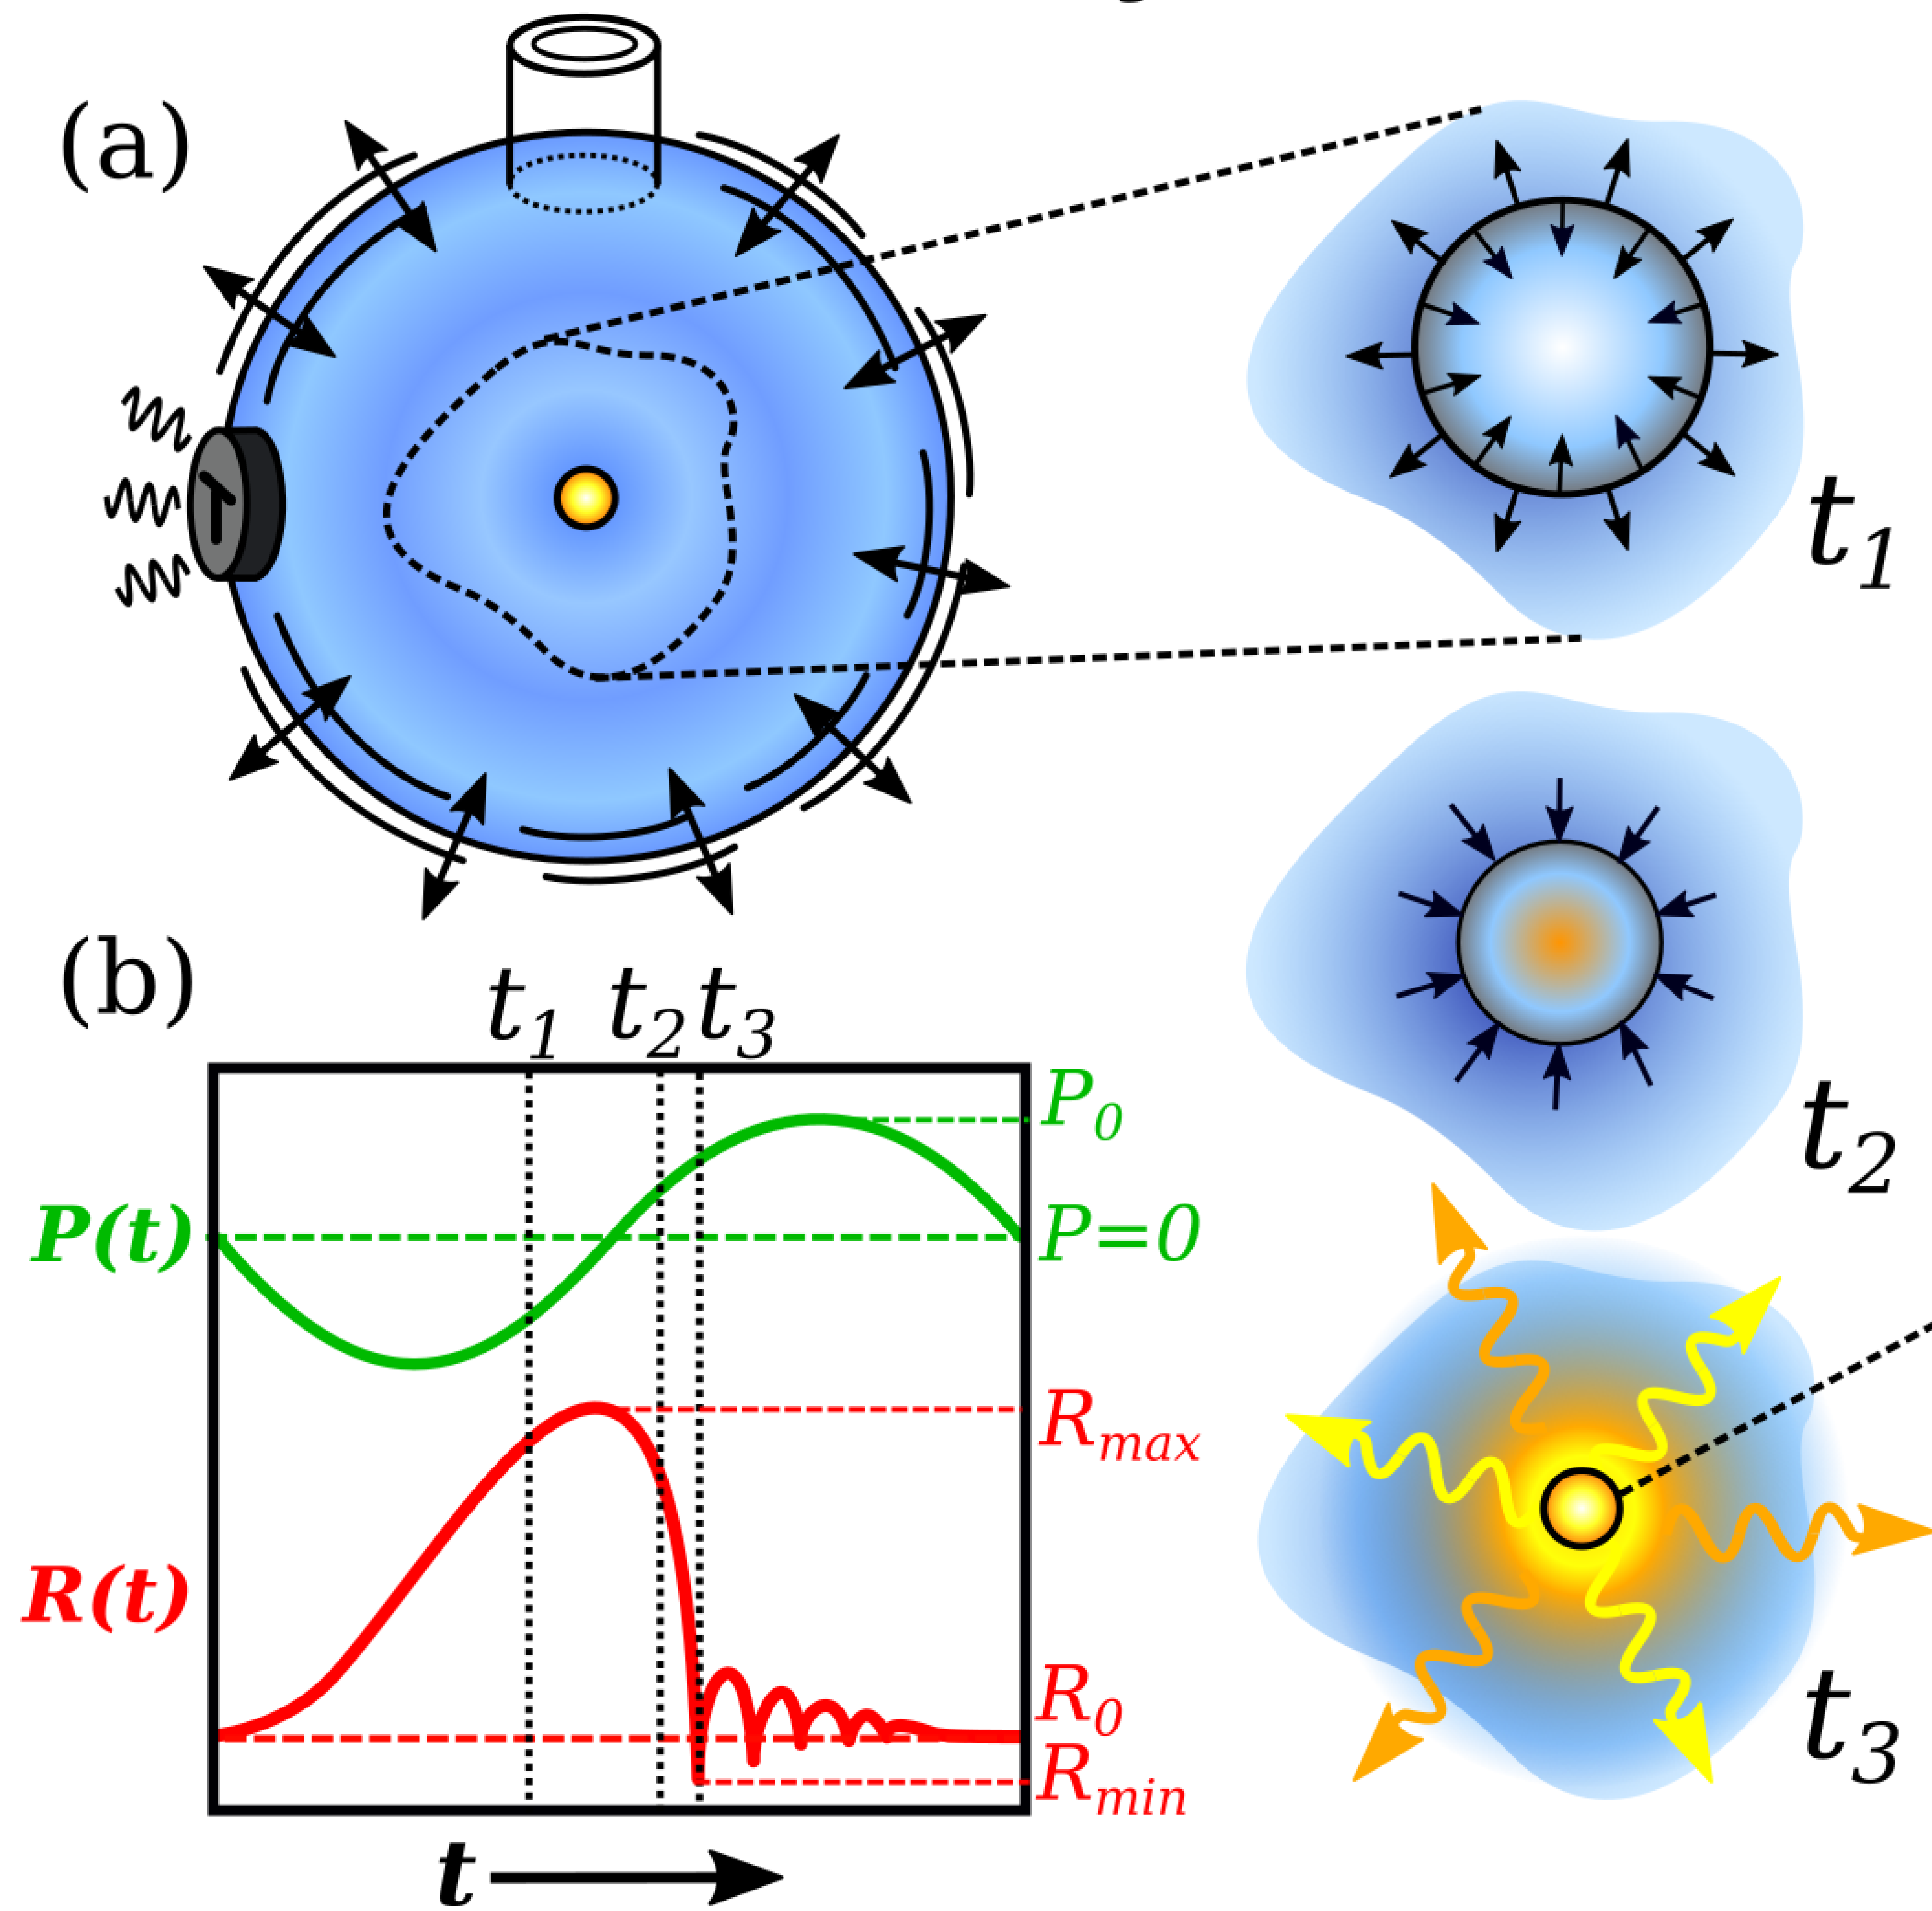 (a)
t1
t2
t3
(b)
t1 t2 t3
P(t)
P0
P=0
Rmax
R(t)
R0
Rmin
t